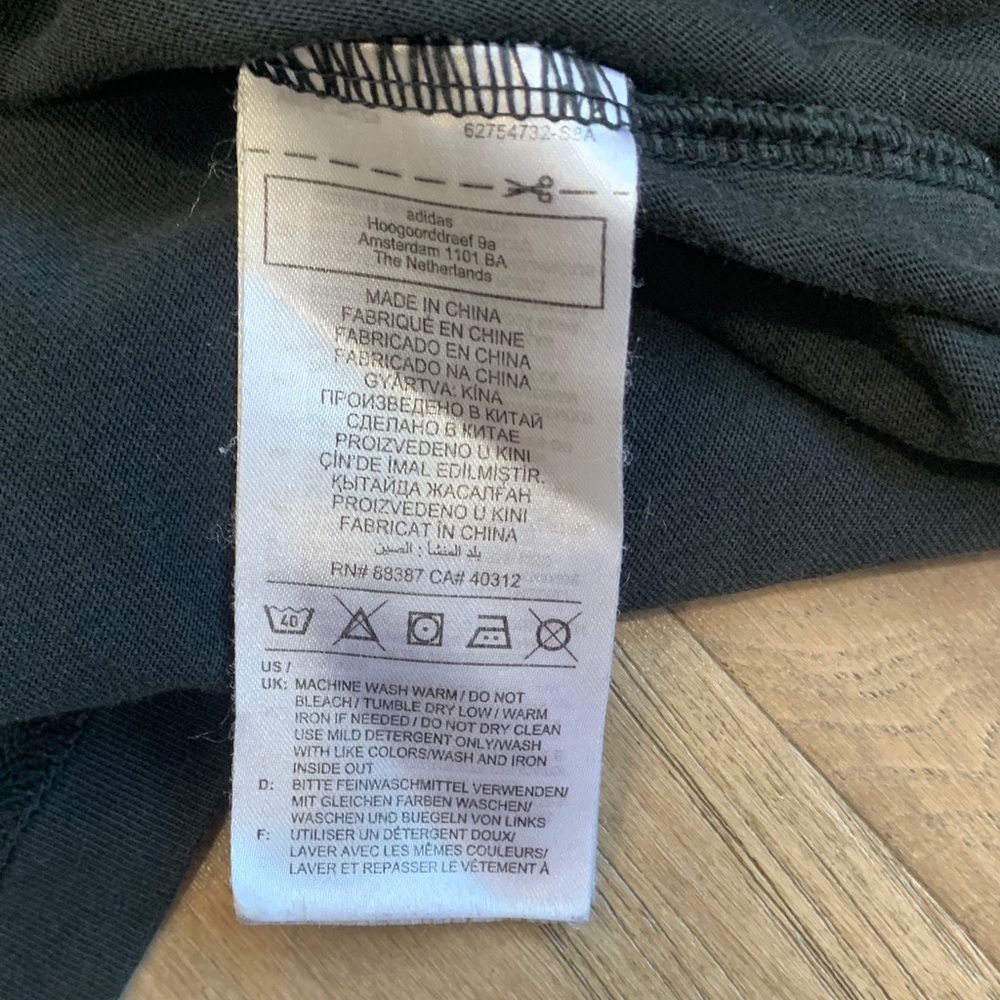 62754732-S8A
adidas
Hoogoorddreef 9a
Amsterdam 1101 BA
The Netherlands
MADE IN CHINA
FABRIQUÉ EN CHINE
FABRICADO EN CHINA
FABRICADO NA CHINA
GYÁRTVA: KÍNA
ПРОИЗВЕДЕНО В КИТАЙ
СДЕЛАНО В КИТАЕ
PROIZVEDENO U KINI
ÇİN'DE İMAL EDİLMİŞTİR.
ҚЫТАЙДА ЖАСАЛҒАН
PROIZVEDENO U KINI
FABRICAT ÎN CHINA
بلد المنشأ : الصين
RN# 88387 CA# 40312
40
US /
UK: MACHINE WASH WARM / DO NOT
BLEACH / TUMBLE DRY LOW / WARM
IRON IF NEEDED / DO NOT DRY CLEAN
USE MILD DETERGENT ONLY/WASH
WITH LIKE COLORS/WASH AND IRON
INSIDE OUT
D: BITTE FEINWASCHMITTEL VERWENDEN/
MIT GLEICHEN FARBEN WASCHEN/
WASCHEN UND BUEGELN VON LINKS
F: UTILISER UN DÉTERGENT DOUX/
LAVER AVEC LES MÊMES COULEURS/
LAVER ET REPASSER LE VÊTEMENT À